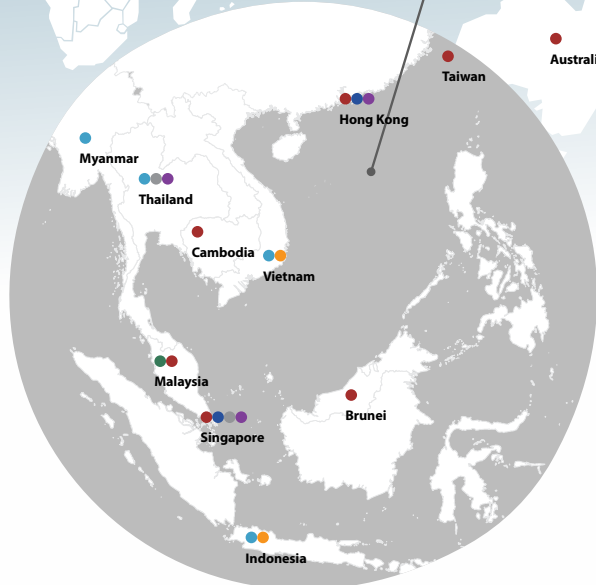 Australi
Taiwan
Hong Kong
Myanmar
Thailand
Cambodia
Vietnam
Malaysia
Brunei
Singapore
Indonesia